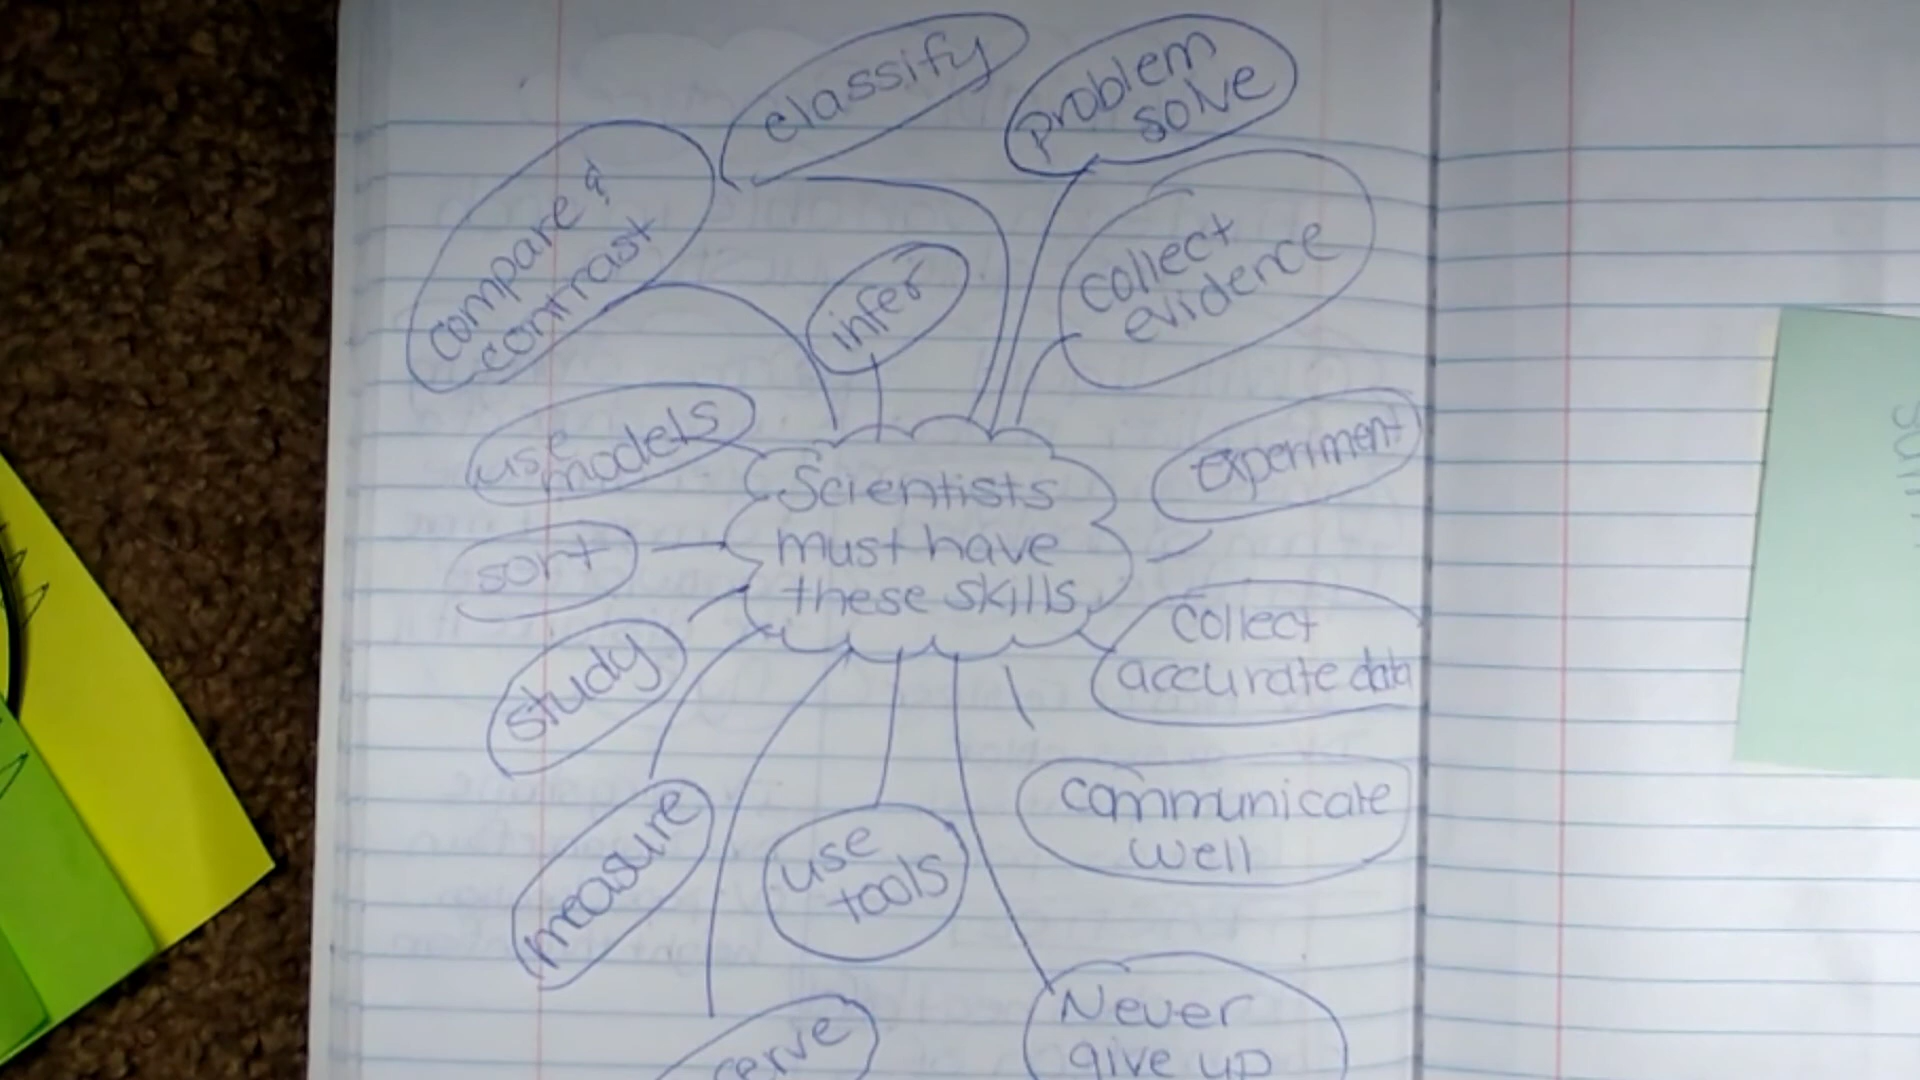 classify
problem
solve
compare &
contrast
infer
collect
evidence
use
models
experiment
Scientists
must have
these skills
sort
collect
accurate data
study
communicate
well
measure
use
tools
Never
give up
erve